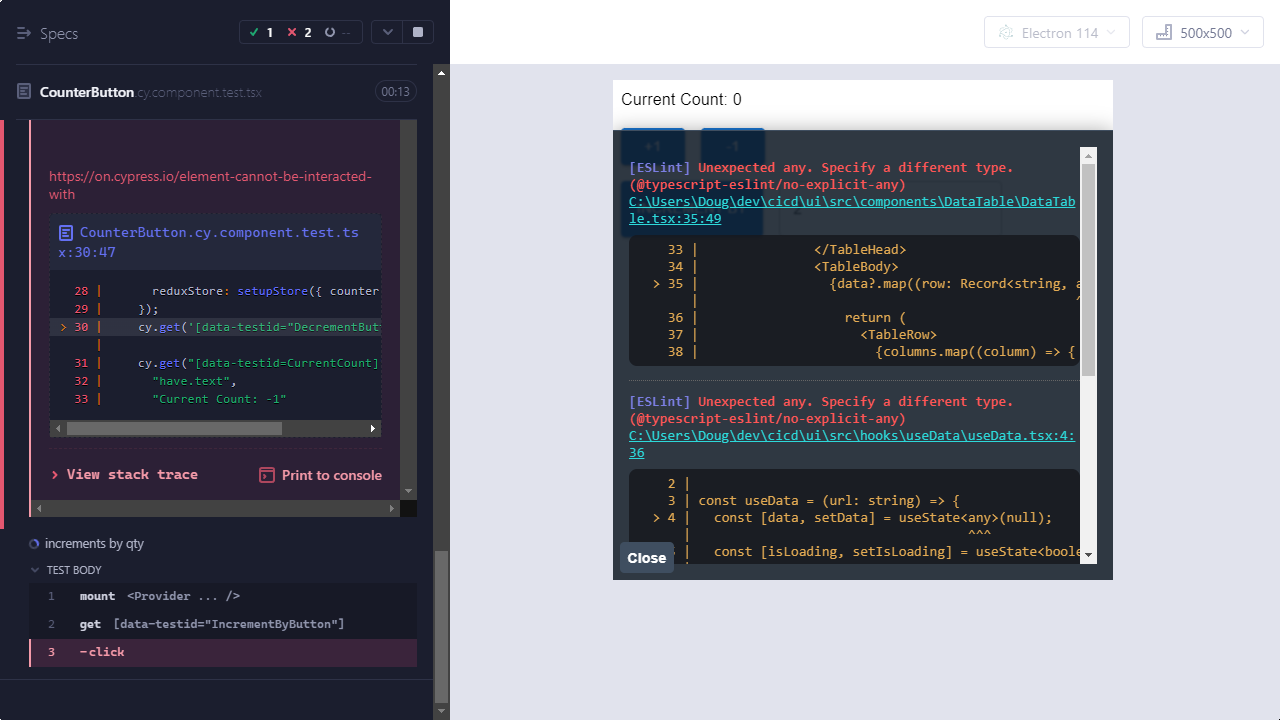 Specs
1 2 --
Electron 114
500x500
CounterButton.cy.component.test.tsx
00:13
https://on.cypress.io/element-cannot-be-interacted-
with
CounterButton.cy.component.test.ts
x:30:47
28 | reduxStore: setupStore({ counter
29 | });
> 30 | cy.get('[data-testid="DecrementBut
|
31 | cy.get("[data-testid=CurrentCount]
32 | "have.text",
33 | "Current Count: -1"
> View stack trace
Print to console
increments by qty
TEST BODY
1 mount <Provider ... />
2 get [data-testid="IncrementByButton"]
3 -click
Current Count: 0
+1 -1
[ESLint] Unexpected any. Specify a different type.
(@typescript-eslint/no-explicit-any)
C:\Users\Doug\dev\cicd\ui\src\components\DataTable\DataTab
le.tsx:35:49
33 | </TableHead>
34 | <TableBody>
> 35 | {data?.map((row: Record<string, a
| ^
36 | return (
37 | <TableRow>
38 | {columns.map((column) => {
[ESLint] Unexpected any. Specify a different type.
(@typescript-eslint/no-explicit-any)
C:\Users\Doug\dev\cicd\ui\src\hooks\useData\useData.tsx:4:
36
2 |
3 | const useData = (url: string) => {
> 4 | const [data, setData] = useState<any>(null);
| ^^^
| const [isLoading, setIsLoading] = useState<boole
Close